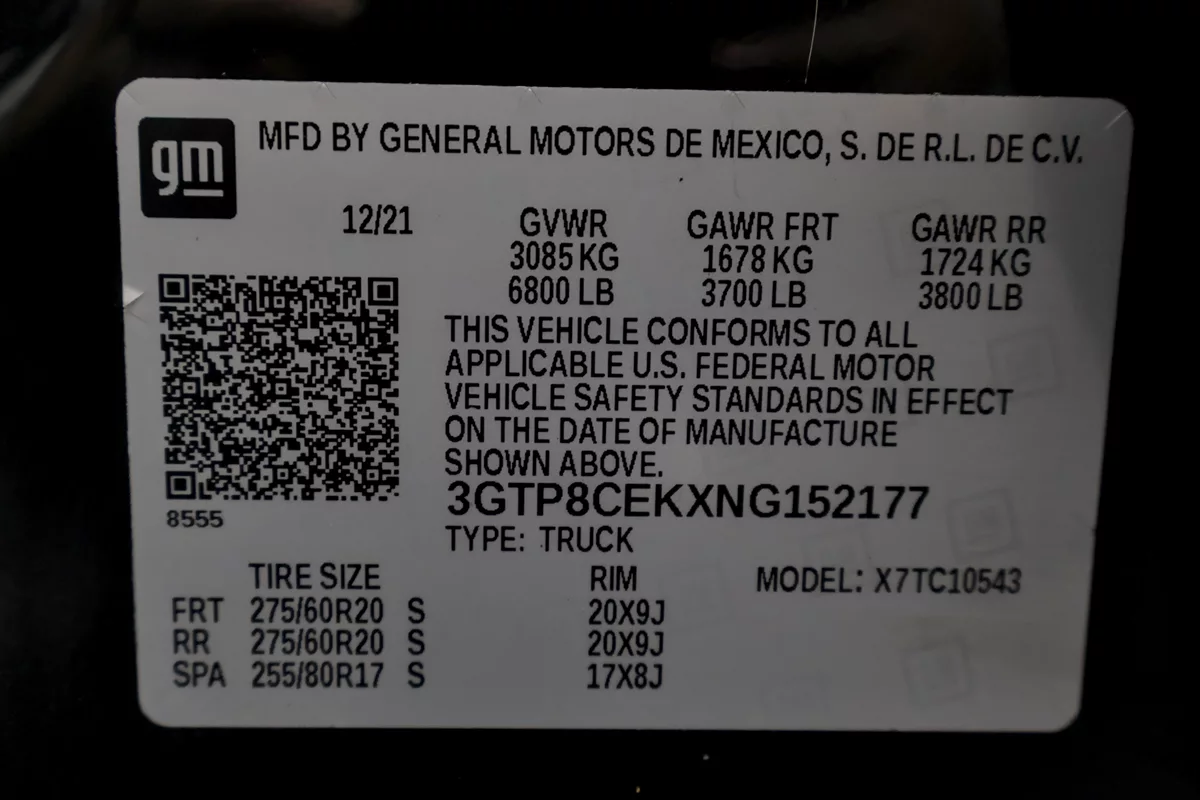 gm
MFD BY GENERAL MOTORS DE MEXICO, S. DE R.L. DE C.V.
12/21 GVWR GAWR FRT GAWR RR
3085 KG 1678 KG 1724 KG
6800 LB 3700 LB 3800 LB
THIS VEHICLE CONFORMS TO ALL
APPLICABLE U.S. FEDERAL MOTOR
VEHICLE SAFETY STANDARDS IN EFFECT
ON THE DATE OF MANUFACTURE
SHOWN ABOVE.
3GTP8CEKXNG152177
8555
TYPE: TRUCK
TIRE SIZE RIM MODEL: X7TC10543
FRT 275/60R20 S 20X9J
RR 275/60R20 S 20X9J
SPA 255/80R17 S 17X8J